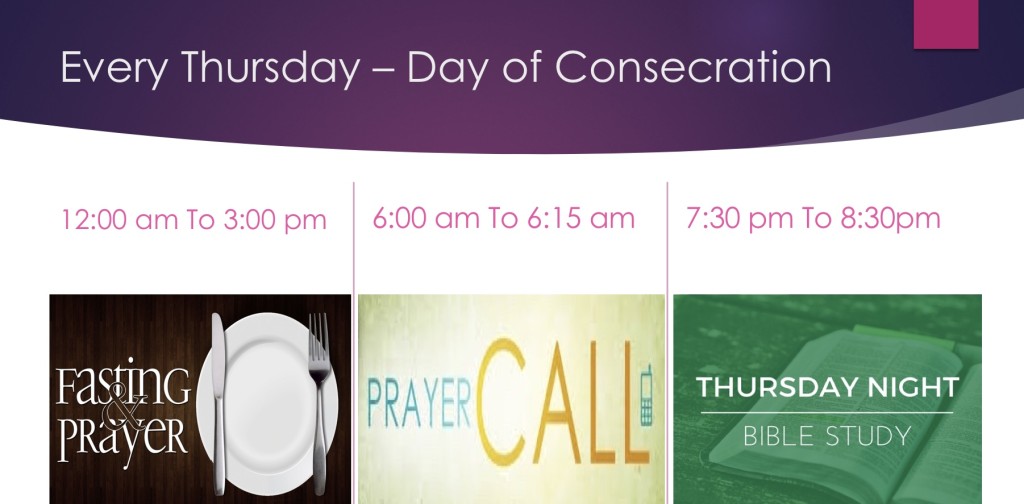 Every Thursday – Day of Consecration
12:00 am To 3:00 pm
6:00 am To 6:15 am
7:30 pm To 8:30pm
Fasting
&
Prayer
PRAYER CALL
THURSDAY NIGHT
BIBLE STUDY